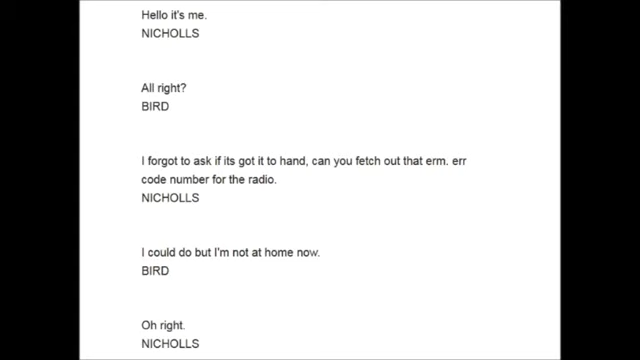 Hello it's me.
NICHOLLS
All right?
BIRD
I forgot to ask if its got it to hand, can you fetch out that erm. err
code number for the radio.
NICHOLLS
I could do but I'm not at home now.
BIRD
Oh right.
NICHOLLS